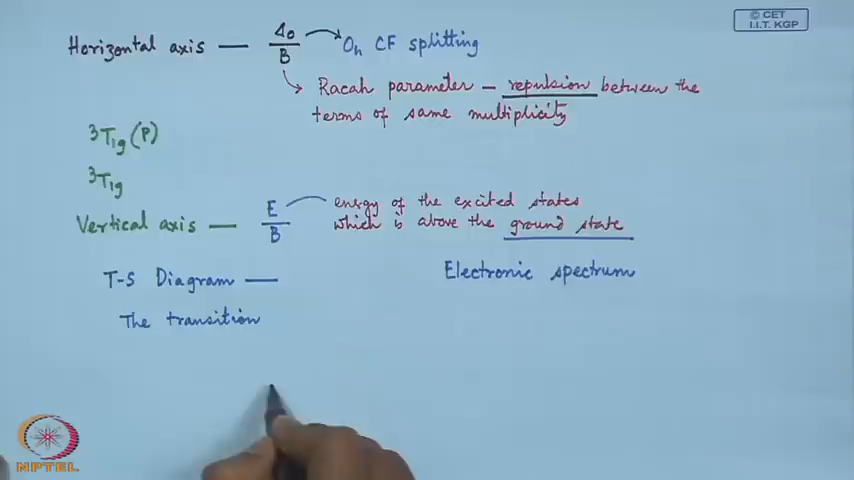 © CET
I.I.T. KGP
Horizontal axis — Δo/B → Oh CF splitting
Racah parameter - repulsion between the
terms of same multiplicity
³T₁g(P)
³T₁g
Vertical axis — E/B energy of the excited states
which is above the ground state
T-S Diagram — Electronic spectrum
The transition
NPTEL